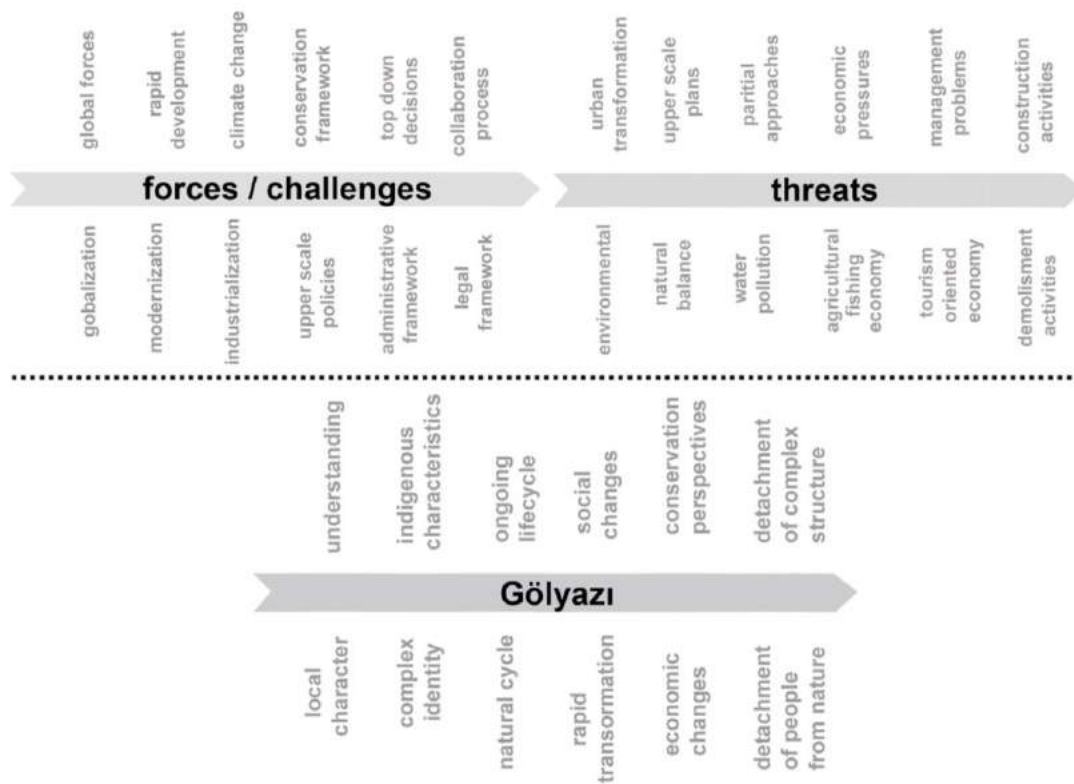 global forces
rapid
development
climate change
conservation
framework
top down
decisions
collaboration
process
urban
transformation
upper scale
plans
paritial
approaches
economic
pressures
management
problems
construction
activities
forces / challenges
threats
gobalization
modernization
industrialization
upper scale
policies
administrative
framework
legal
framework
environmental
natural
balance
water
pollution
agricultural
fishing
economy
tourism
oriented
economy
demolisment
activities
understanding
indigenous
characteristics
ongoing
lifecycle
social
changes
conservation
perspectives
detachment
of complex
structure
Gölyazı
local
character
complex
identity
natural cycle
rapid
transormation
economic
changes
detachment
of people
from nature